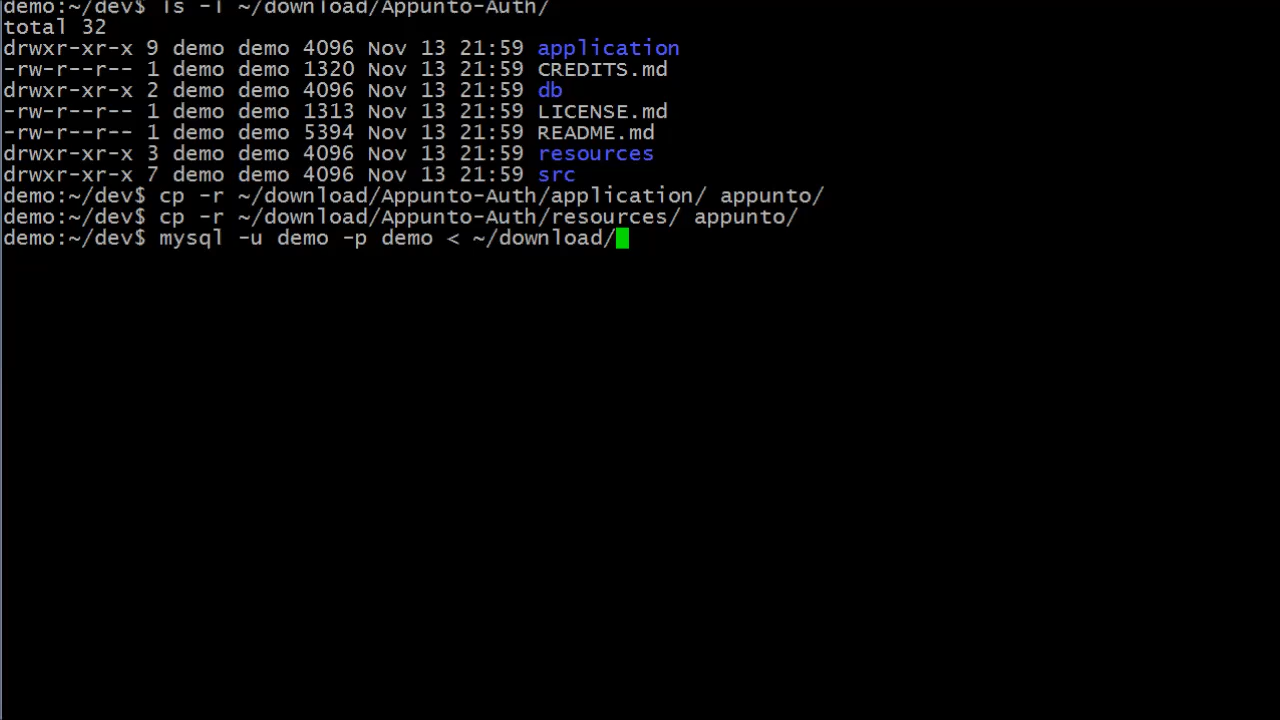 demo:~/dev$ ls -l ~/download/Appunto-Auth/
total 32
drwxr-xr-x 9 demo demo 4096 Nov 13 21:59 application
-rw-r--r-- 1 demo demo 1320 Nov 13 21:59 CREDITS.md
drwxr-xr-x 2 demo demo 4096 Nov 13 21:59 db
-rw-r--r-- 1 demo demo 1313 Nov 13 21:59 LICENSE.md
-rw-r--r-- 1 demo demo 5394 Nov 13 21:59 README.md
drwxr-xr-x 3 demo demo 4096 Nov 13 21:59 resources
drwxr-xr-x 7 demo demo 4096 Nov 13 21:59 src
demo:~/dev$ cp -r ~/download/Appunto-Auth/application/ appunto/
demo:~/dev$ cp -r ~/download/Appunto-Auth/resources/ appunto/
demo:~/dev$ mysql -u demo -p demo < ~/download/